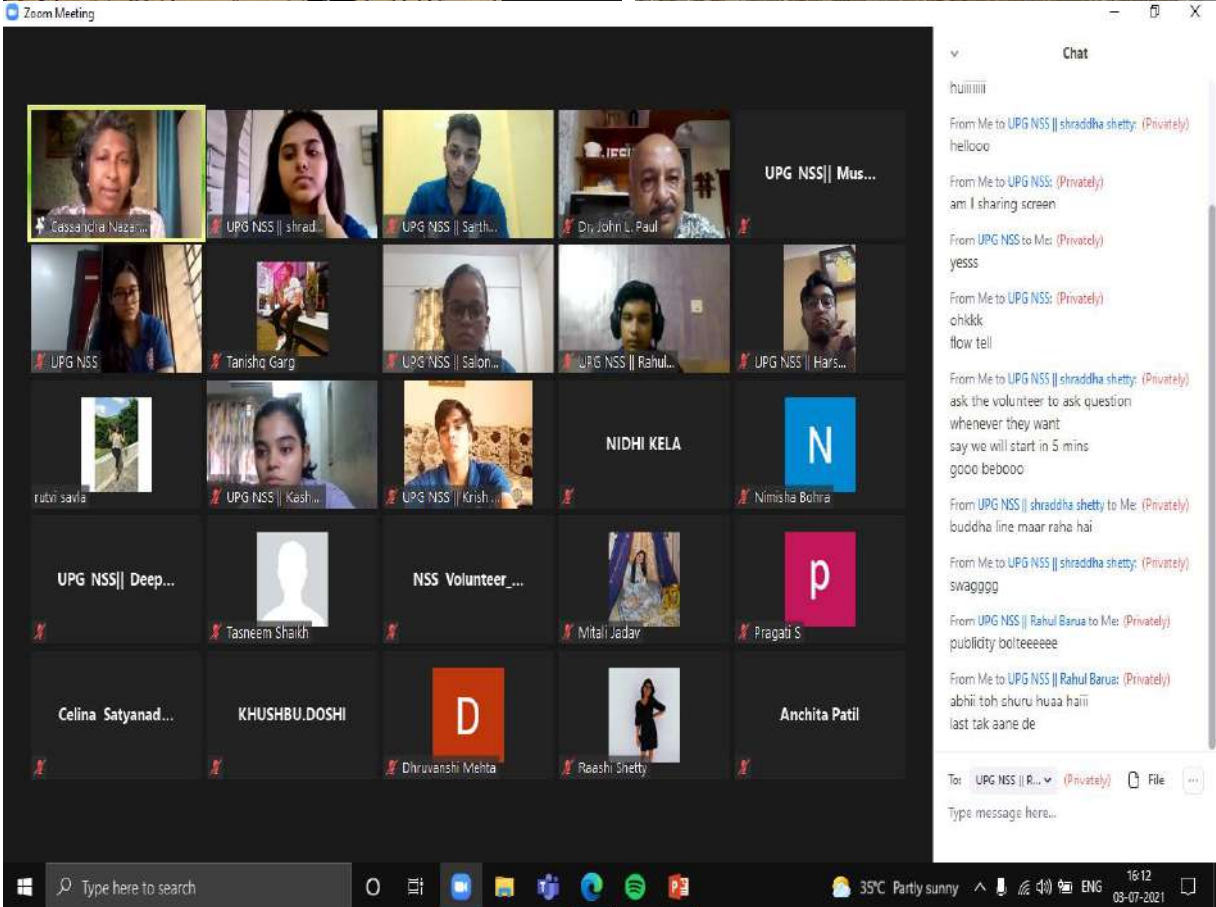 Zoom Meeting
Chat
Cassandra Nazar...
UPG NSS || shrad...
UPG NSS || Sarth...
Dr. John L. Paul
UPG NSS|| Mus...
UPG NSS
Tanishq Garg
UPG NSS || Salon...
UPG NSS || Rahul...
UPG NSS || Hars...
rutvi savla
UPG NSS || Kash...
UPG NSS || Krish ...
NIDHI KELA
N
Nimisha Bohra
UPG NSS|| Deep...
Tasneem Shaikh
NSS Volunteer_...
Mitali Jadav
p
Pragati S
Celina Satyanad...
KHUSHBU.DOSHI
D
Dhruvanshi Mehta
Raashi Shetty
Anchita Patil
From Me to UPG NSS || shraddha shetty: (Privately)
hellooo
From Me to UPG NSS: (Privately)
am I sharing screen
From UPG NSS to Me: (Privately)
yesss
From Me to UPG NSS: (Privately)
ohkkk
flow tell
From Me to UPG NSS || shraddha shetty: (Privately)
ask the volunteer to ask question
whenever they want
say we will start in 5 mins
gooo bebooo
From UPG NSS || shraddha shetty to Me: (Privately)
buddha line maar raha hai
From Me to UPG NSS || shraddha shetty: (Privately)
swagggg
From UPG NSS || Rahul Barua to Me: (Privately)
publicity bolteeeeee
From Me to UPG NSS || Rahul Barua: (Privately)
abhii toh shuru huaa haiii
last tak aane de
To: UPG NSS || R... (Privately) File ...
Type message here...
Type here to search
35°C Partly sunny ENG
16:12
03-07-2021